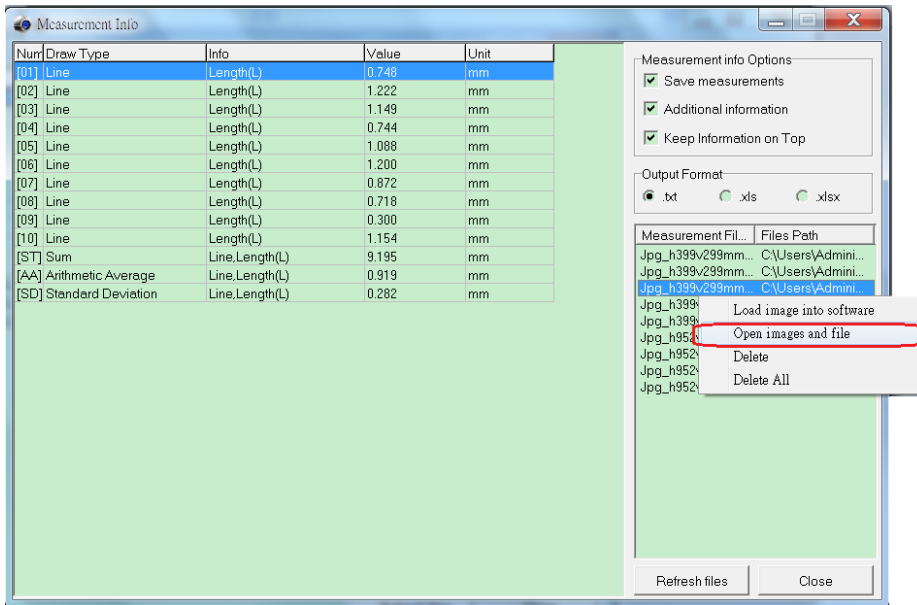 Measurement Info
Num Draw Type Info Value Unit
[01] Line Length(L) 0.748 mm
[02] Line Length(L) 1.222 mm
[03] Line Length(L) 1.149 mm
[04] Line Length(L) 0.744 mm
[05] Line Length(L) 1.088 mm
[06] Line Length(L) 1.200 mm
[07] Line Length(L) 0.872 mm
[08] Line Length(L) 0.718 mm
[09] Line Length(L) 0.300 mm
[10] Line Length(L) 1.154 mm
[ST] Sum Line,Length(L) 9.195 mm
[AA] Arithmetic Average Line,Length(L) 0.919 mm
[SD] Standard Deviation Line,Length(L) 0.282 mm
Measurement info Options
Save measurements
Additional information
Keep Information on Top
Output Format
.txt .xls .xlsx
Measurement Fil... Files Path
Jpg_h399v299mm... C:\Users\Admini...
Jpg_h399v299mm... C:\Users\Admini...
Jpg_h399v299mm... C:\Users\Admini...
Jpg_h399v
Jpg_h399v
Jpg_h952v
Jpg_h952v
Jpg_h952v
Jpg_h952v
Load image into software
Open images and file
Delete
Delete All
Refresh files Close